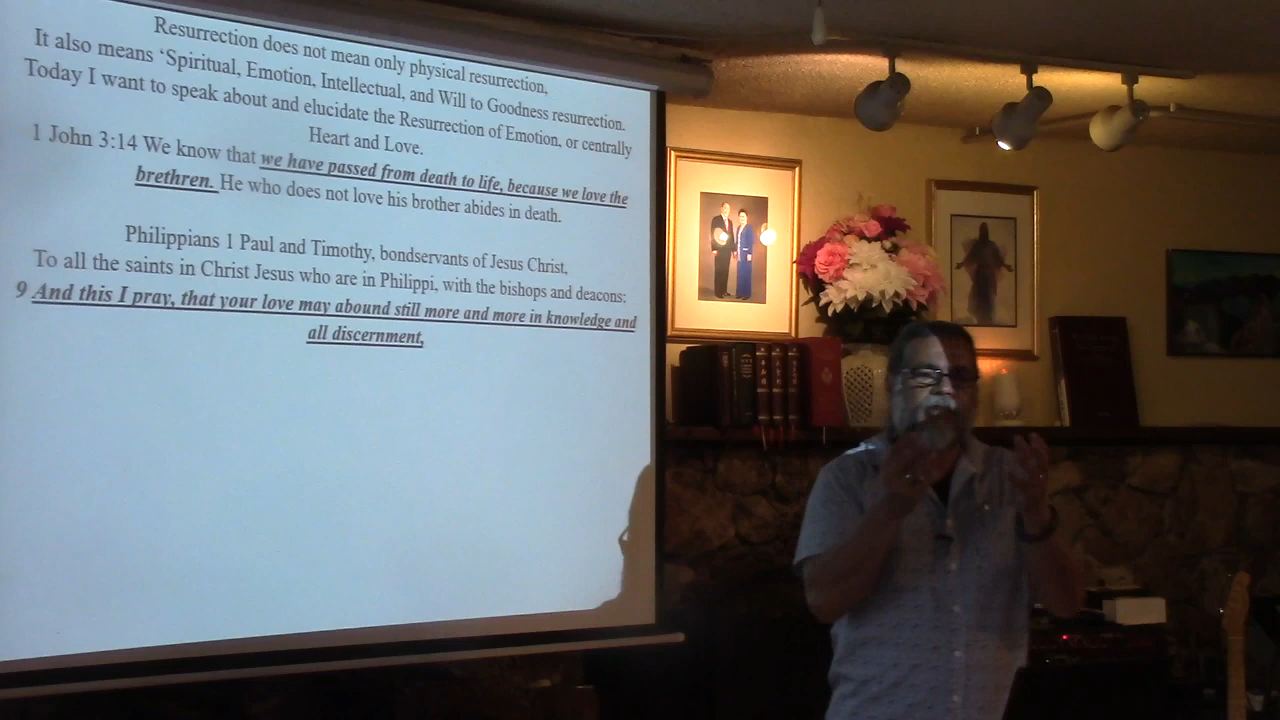 Resurrection does not mean only physical resurrection,
It also means ‘Spiritual, Emotion, Intellectual, and Will to Goodness resurrection.
Today I want to speak about and elucidate the Resurrection of Emotion, or centrally
Heart and Love.
1 John 3:14 We know that we have passed from death to life, because we love the
brethren. He who does not love his brother abides in death.
Philippians 1 Paul and Timothy, bondservants of Jesus Christ,
To all the saints in Christ Jesus who are in Philippi, with the bishops and deacons:
9 And this I pray, that your love may abound still more and more in knowledge and
all discernment,